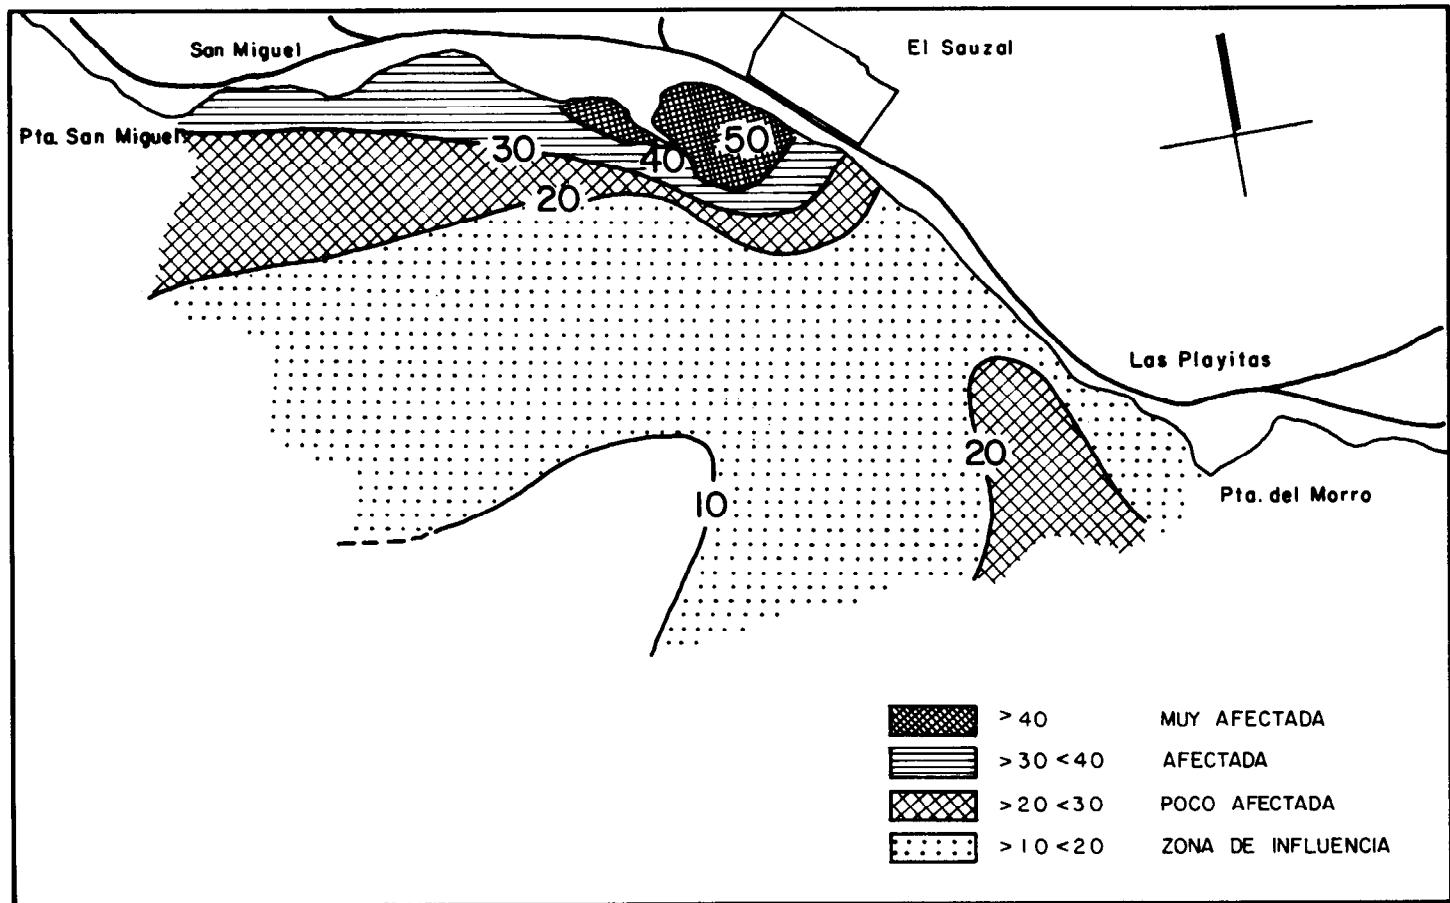 San Miguel
El Sauzal
Pta. San Miguel
50
30
40
20
Las Playitas
20
Pta. del Morro
10
>40 MUY AFECTADA
>30 <40 AFECTADA
>20 <30 POCO AFECTADA
>10 <20 ZONA DE INFLUENCIA